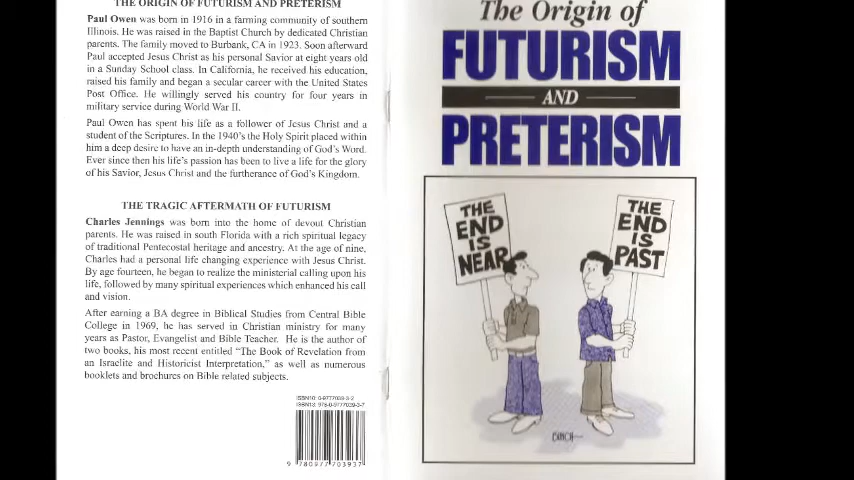 THE ORIGIN OF FUTURISM AND PRETERISM
Paul Owen was born in 1916 in a farming community of southern
Illinois. He was raised in the Baptist Church by dedicated Christian
parents. The family moved to Burbank, CA in 1923. Soon afterward
Paul accepted Jesus Christ as his personal Savior at eight years old
in a Sunday School class. In California, he received his education,
raised his family and began a secular career with the United States
Post Office. He willingly served his country for four years in
military service during World War II.
Paul Owen has spent his life as a follower of Jesus Christ and a
student of the Scriptures. In the 1940's the Holy Spirit placed within
him a deep desire to have an in-depth understanding of God's Word.
Ever since then his life's passion has been to live a life for the glory
of his Savior, Jesus Christ and the furtherance of God's Kingdom.
THE TRAGIC AFTERMATH OF FUTURISM
Charles Jennings was born into the home of devout Christian
parents. He was raised in south Florida with a rich spiritual legacy
of traditional Pentecostal heritage and ancestry. At the age of nine,
Charles had a personal life changing experience with Jesus Christ.
By age fourteen, he began to realize the ministerial calling upon his
life, followed by many spiritual experiences which enhanced his call
and vision.
After earning a BA degree in Biblical Studies from Central Bible
College in 1969, he has served in Christian ministry for many
years as Pastor, Evangelist and Bible Teacher. He is the author of
two books, his most recent entitled "The Book of Revelation from
an Israelite and Historicist Interpretation," as well as numerous
booklets and brochures on Bible related subjects.
9 780977 703937
The Origin of
FUTURISM
AND
PRETERISM
THE
END
IS
NEAR
THE
END
IS
PAST